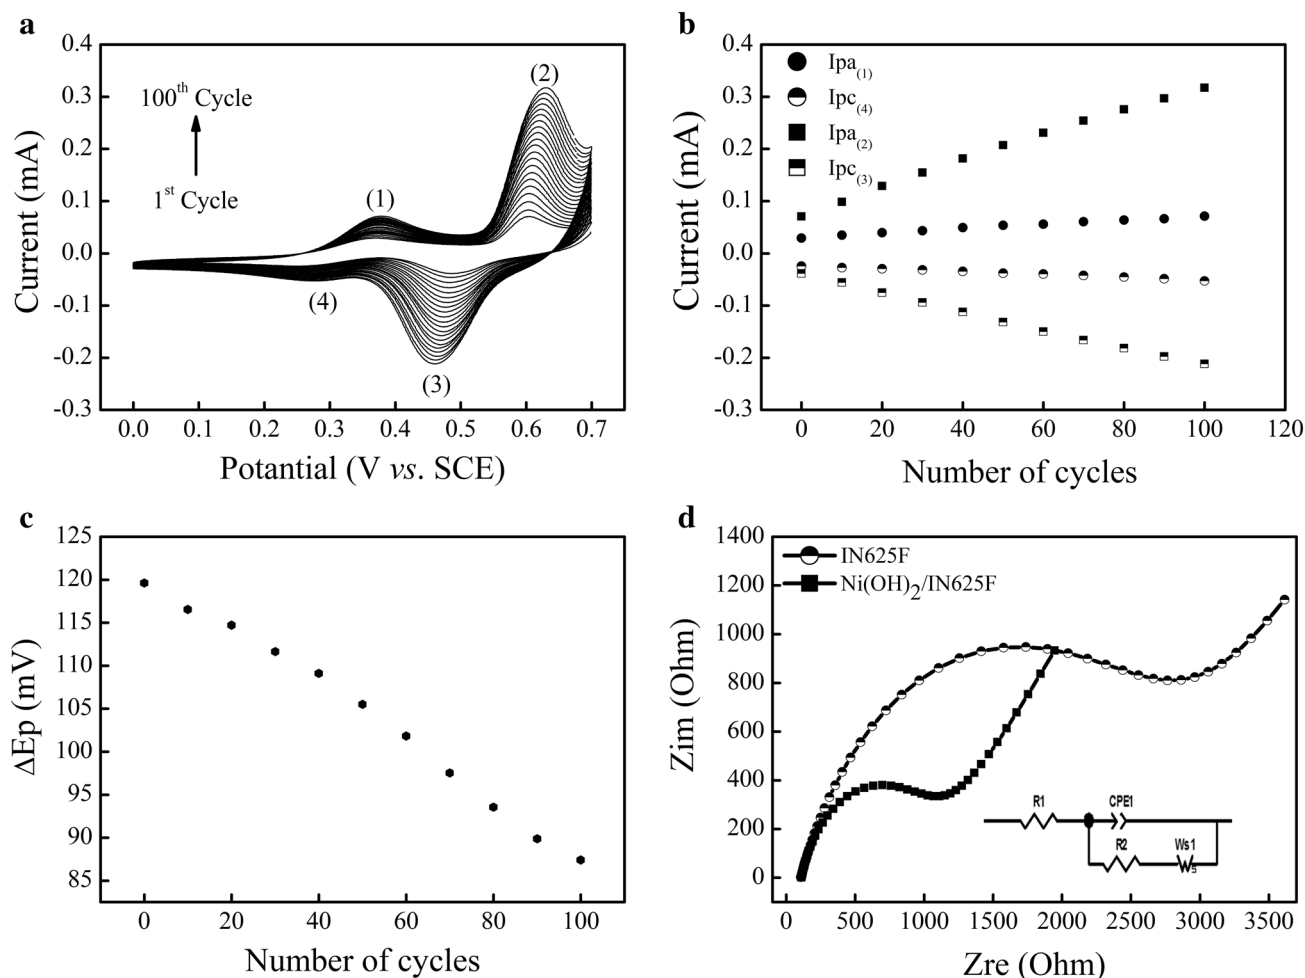 a
0.4
0.3
0.2
0.1
0.0
-0.1
-0.2
-0.3
Current (mA)
100th Cycle
1st Cycle
(1)
(2)
(3)
(4)
0.0 0.1 0.2 0.3 0.4 0.5 0.6 0.7
Potantial (V vs. SCE)
b
0.4
0.3
0.2
0.1
0.0
-0.1
-0.2
-0.3
Current (mA)
Ipa(1)
Ipc(4)
Ipa(2)
Ipc(3)
0 20 40 60 80 100 120
Number of cycles
c
125
120
115
110
105
100
95
90
85
ΔEp (mV)
0 20 40 60 80 100
Number of cycles
d
1400
1200
1000
800
600
400
200
0
Zim (Ohm)
IN625F
Ni(OH)2/IN625F
R1 CPE1
R2 Ws1
s
0 500 1000 1500 2000 2500 3000 3500
Zre (Ohm)